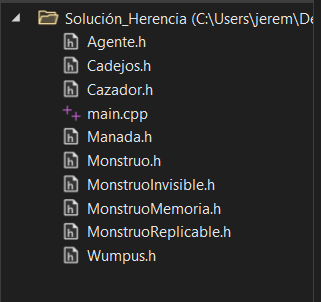 Solución_Herencia (C:\Users\jerem\De
Agente.h
Cadejos.h
Cazador.h
main.cpp
Manada.h
Monstruo.h
MonstruoInvisible.h
MonstruoMemoria.h
MonstruoReplicable.h
Wumpus.h